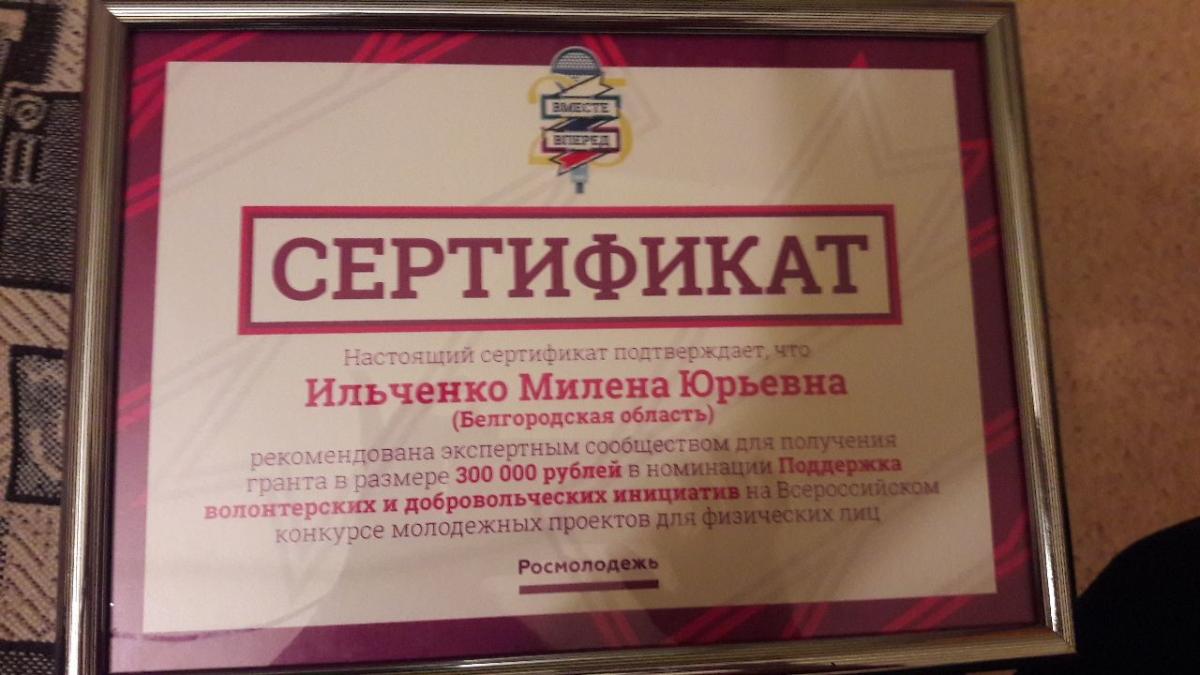 25
ВМЕСТЕ
ВПЕРЕД
СЕРТИФИКАТ
Настоящий сертификат подтверждает, что
Ильченко Милена Юрьевна
(Белгородская область)
рекомендована экспертным сообществом для получения
гранта в размере 300 000 рублей в номинации Поддержка
волонтерских и добровольческих инициатив на Всероссийском
конкурсе молодежных проектов для физических лиц
Росмолодежь